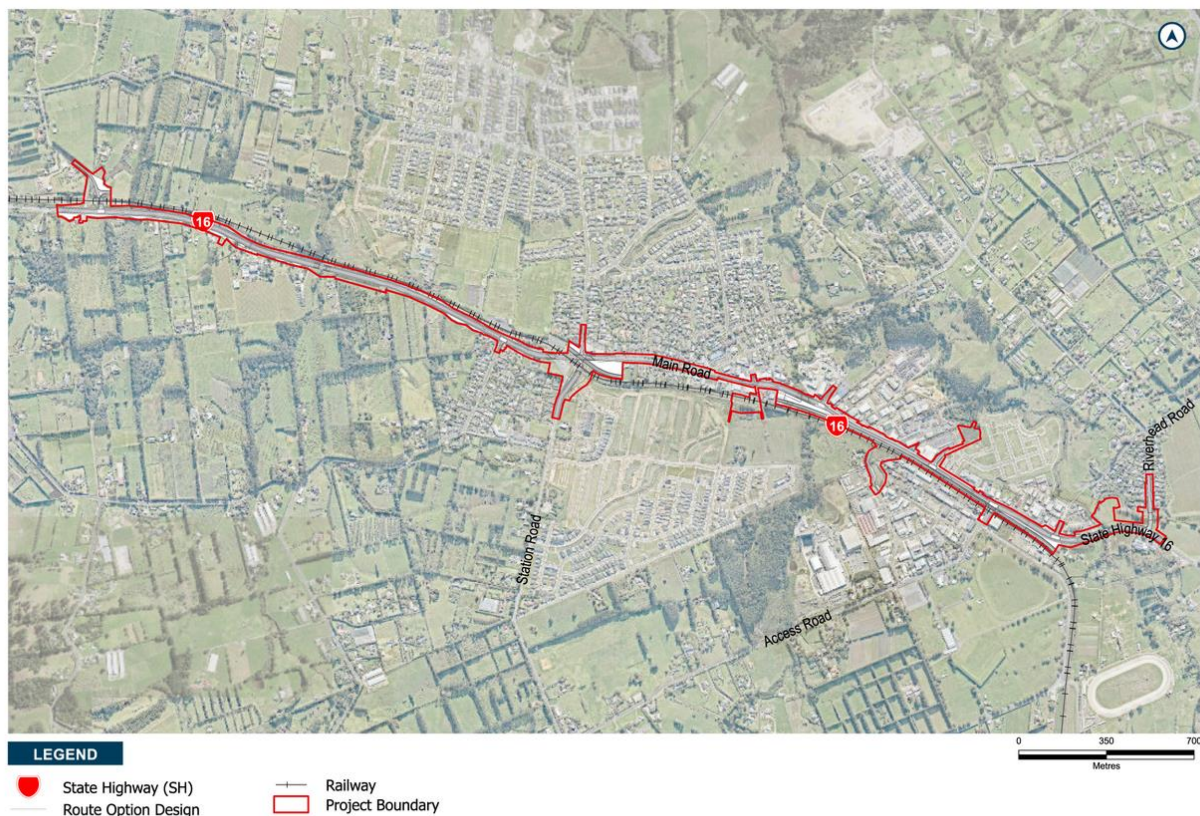 16
Main Road
16
Riverhead Road
State Highway 16
Station Road
Access Road
LEGEND
State Highway (SH)
Route Option Design
Railway
Project Boundary
0 350 700
Metres